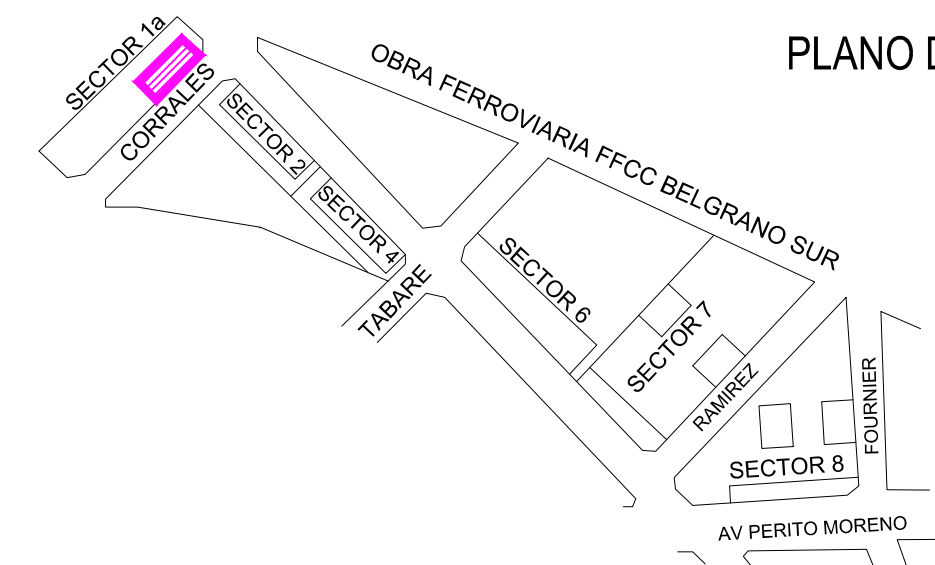 PLANO D
SECTOR 1a
CORRALES
OBRA FERROVIARIA FFCC BELGRANO SUR
SECTOR 2
SECTOR 4
TABARE
SECTOR 6
SECTOR 7
RAMIREZ
FOURNIER
SECTOR 8
AV PERITO MORENO